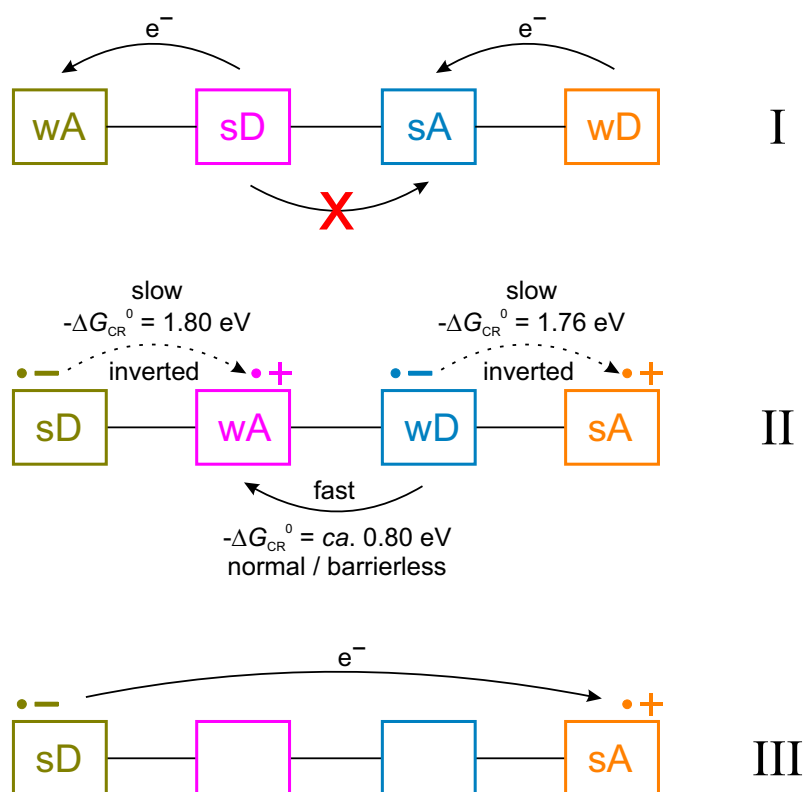 e⁻ e⁻
wA sD sA wD I
X
slow slow
-ΔG_CR⁰ = 1.80 eV -ΔG_CR⁰ = 1.76 eV
•− inverted •+ •− inverted •+
sD wA wD sA II
fast
-ΔG_CR⁰ = ca. 0.80 eV
normal / barrierless
e⁻
•− •+
sD sA III